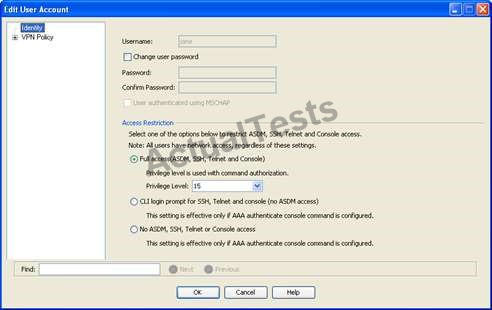 Edit User Account
Identity
VPN Policy
Username:
Change user password
Password:
Confirm Password:
User authenticated using MSCHAP
Access Restriction
Select one of the options below to restrict ASDM, SSH, Telnet and Console access.
Note: All users have network access, regardless of these settings.
Full access(ASDM, SSH, Telnet and Console)
Privilege level is used with command authorization.
Privilege Level: 15
CLI login prompt for SSH, Telnet and console (no ASDM access)
This setting is effective only if AAA authenticate console command is configured.
No ASDM, SSH, Telnet or Console access
This setting is effective only if AAA authenticate console command is configured.
Find: Next Previous
OK Cancel Help
ActualTests